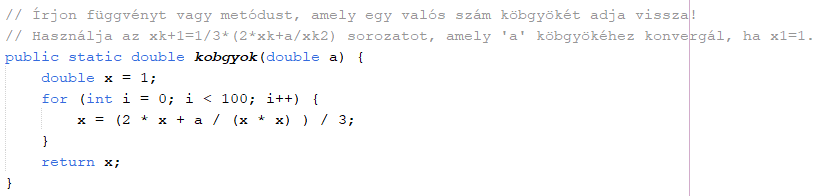 // Írjon függvényt vagy metódust, amely egy valós szám köbgyökét adja vissza!
// Használja az xk+1=1/3*(2*xk+a/xk2) sorozatot, amely 'a' köbgyökéhez konvergál, ha x1=1.
public static double kobgyok(double a) {
    double x = 1;
    for (int i = 0; i < 100; i++) {
        x = (2 * x + a / (x * x) ) / 3;
    }
    return x;
}